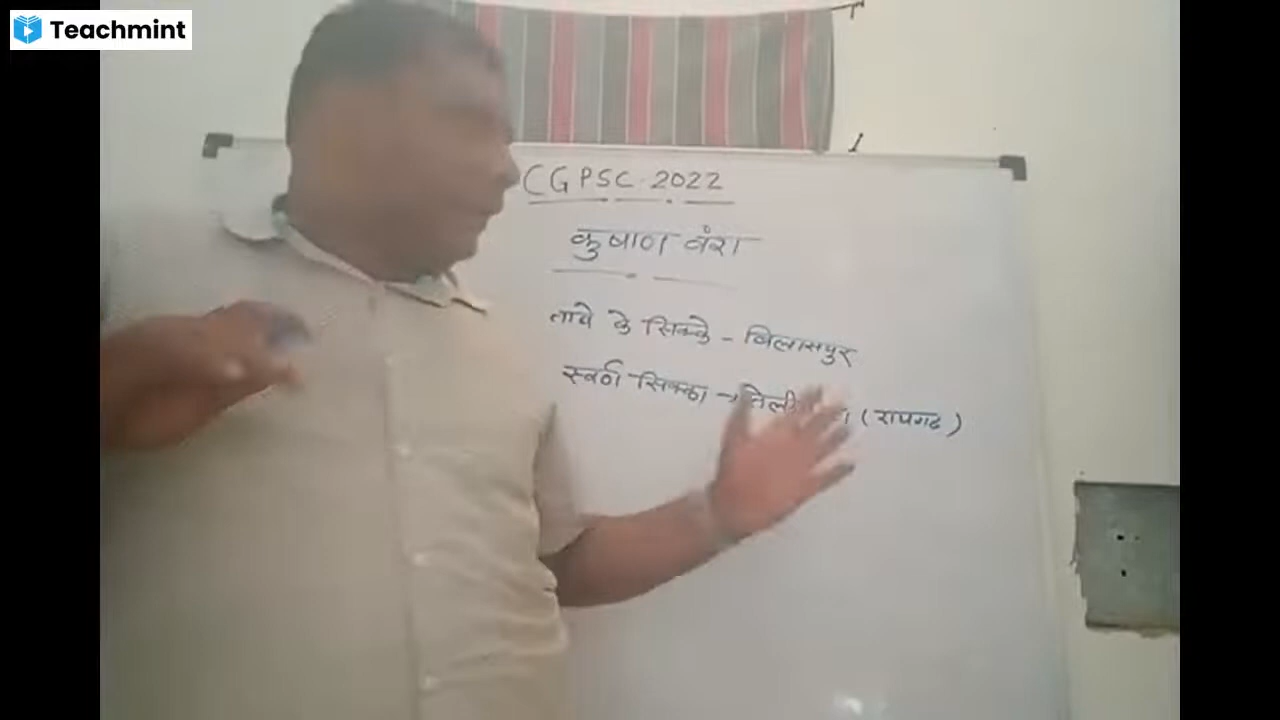 Teachmint
CGPSC-2022
कुषाण वंश
तांबे के सिक्के - बिलासपुर
स्वर्ण सिक्का → (रायगढ)